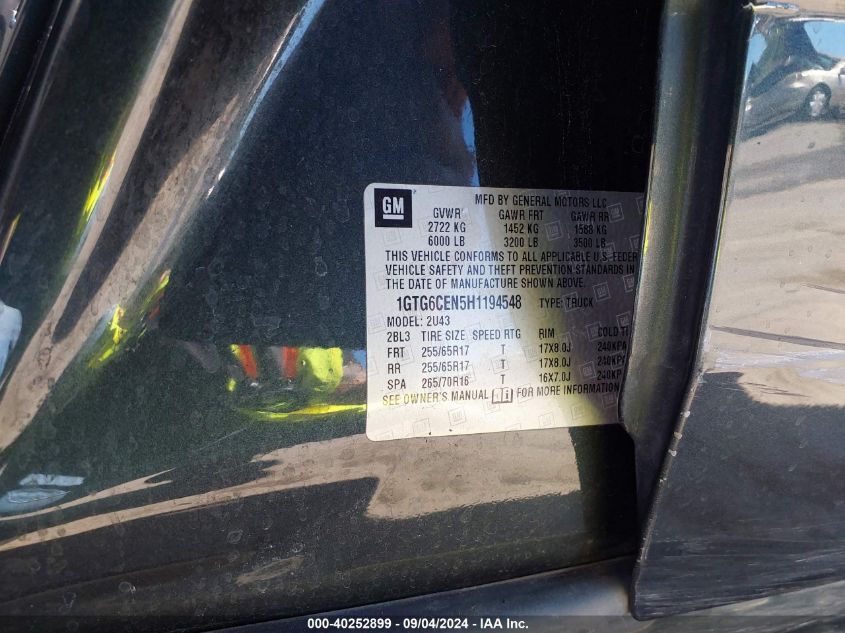 GM
MFD BY GENERAL MOTORS LLC
GVWR GAWR FRT GAWR RR
2722 KG 1452 KG 1588 KG
6000 LB 3200 LB 3500 LB
THIS VEHICLE CONFORMS TO ALL APPLICABLE U.S. FEDER
VEHICLE SAFETY AND THEFT PREVENTION STANDARDS IN
THE DATE OF MANUFACTURE SHOWN ABOVE.
1GTG6CEN5H1194548 TYPE: TRUCK
MODEL: 2U43
2BL3 TIRE SIZE SPEED RTG RIM COLD TI
FRT 255/65R17 T 17X8.0J 240KPA
RR 255/65R17 T 17X8.0J 240KPA
SPA 265/70R16 T 16X7.0J 240KP
SEE OWNER'S MANUAL FOR MORE INFORMATION
000-40252899 - 09/04/2024 - IAA Inc.